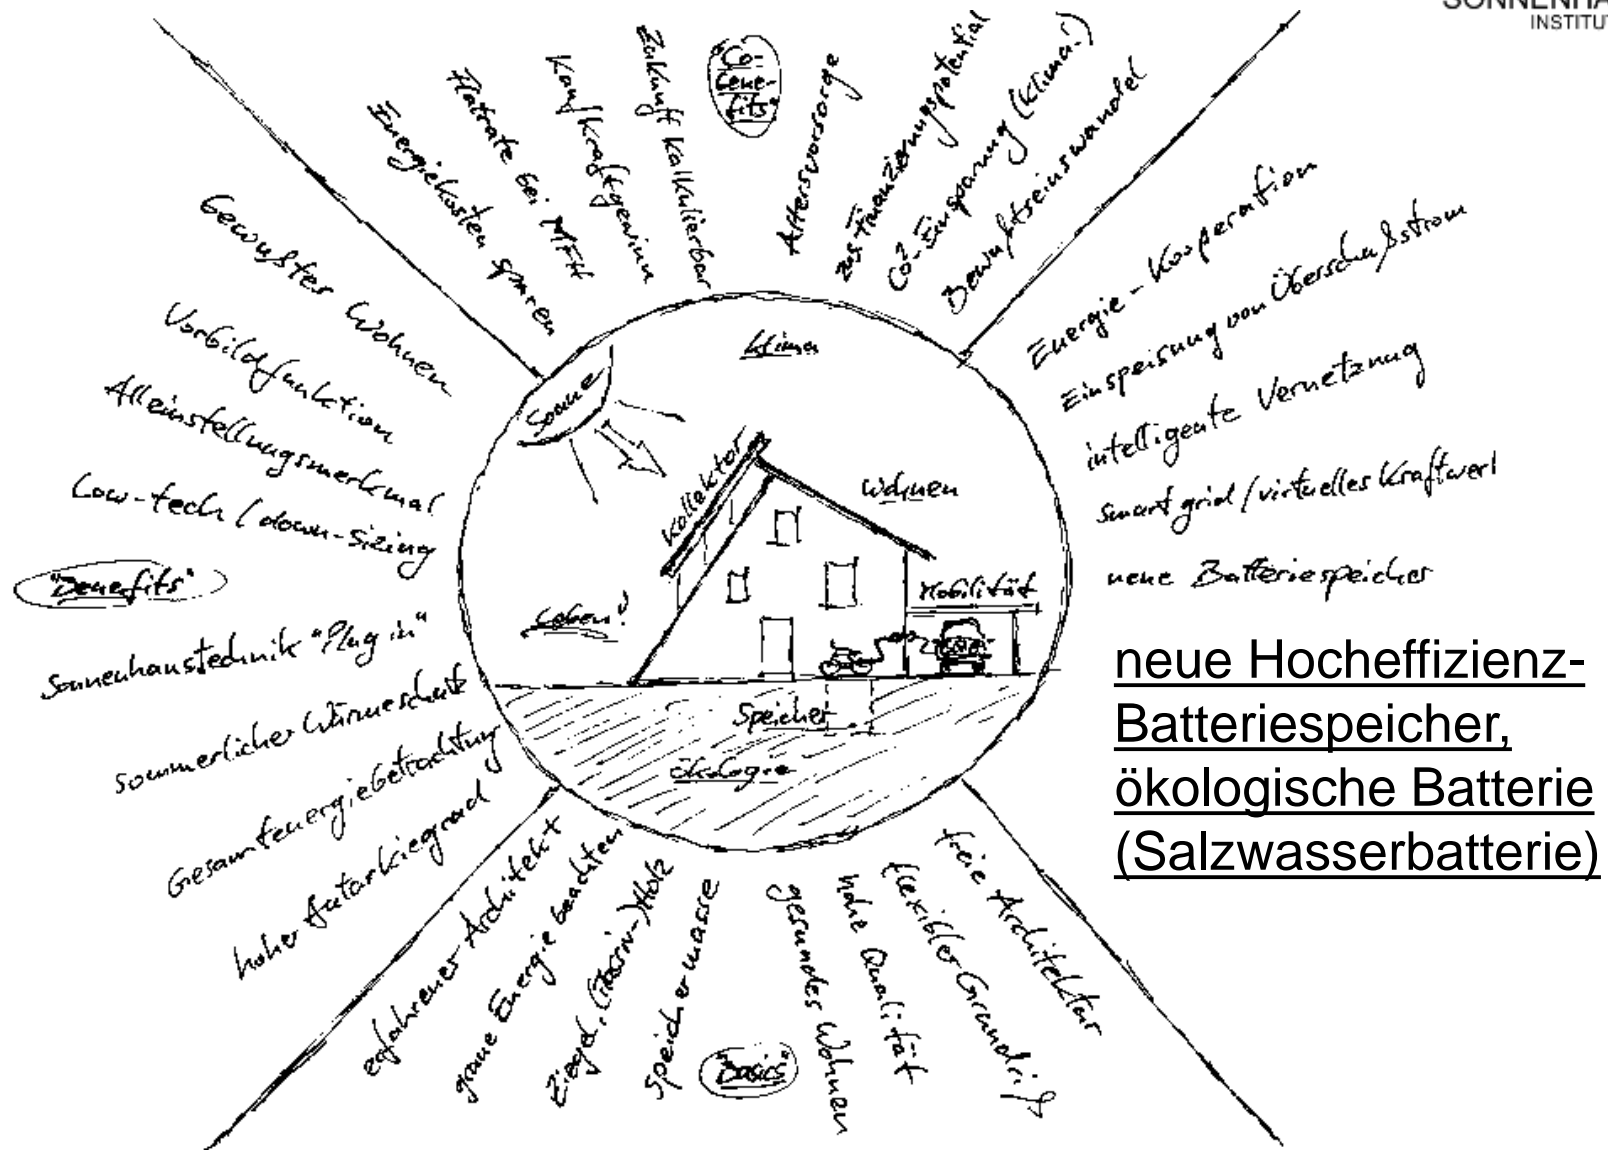 SONNENHA
INSTITUT
"Co-
bene-
fits"
Energiekosten sparen
Flatrate bei MFH
Kaufkraftgewinn
Zukunft kalkulierbar
Altersvorsorge
zus. Finanzierungspotential
CO²-Einsparung (Klima!)
Bewußtseinswandel
Energie-Kooperation
Einspeisung von Überschußstrom
intelligente Vernetzung
smart grid / virtuelles Kraftwerk
neue Batteriespeicher
neue Hocheffizienz-
Batteriespeicher,
ökologische Batterie
(Salzwasserbatterie)
bewußtes Wohnen
Vorbildfunktion
Alleinstellungsmerkmal
Low-tech / down-sizing
"Benefits"
Sonnenhaustechnik "Plug in"
sommerlicher Wärmeschutz
Gesamtenergiebetrachtung
hoher Autarkiegrad
Klima
Sonne
Kollektor
Wohnen
Leben!
Mobilität
Speicher
Ökologie
erfahrener Architekt
graue Energie beachten
Ziegel, (Massiv-)Holz
Speichermasse
"Basics"
gesundes Wohnen
hohe Qualität
flexibler Grundriß
freie Architektur